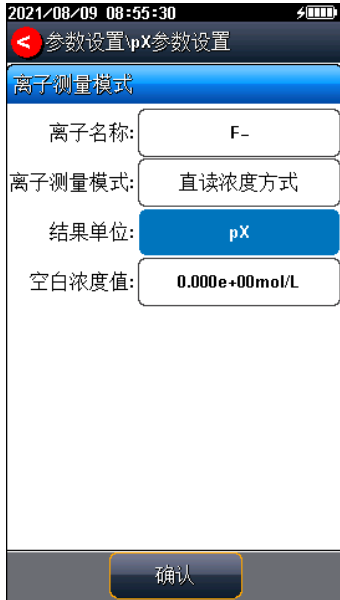 2021/08/09 08:55:30
< 参数设置\pX参数设置
离子测量模式
离子名称: F-
离子测量模式: 直读浓度方式
结果单位: pX
空白浓度值: 0.000e+00mol/L
确认